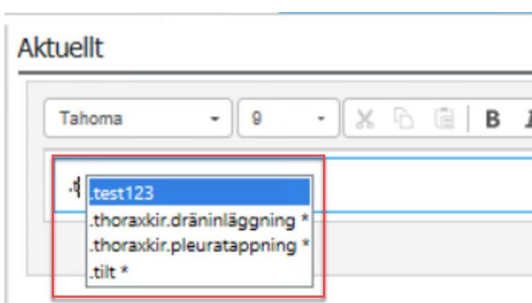 Aktuellt
Tahoma 9 B I
.t .test123
.thoraxkir.dräninläggning *
.thoraxkir.pleuratappning *
.tilt *